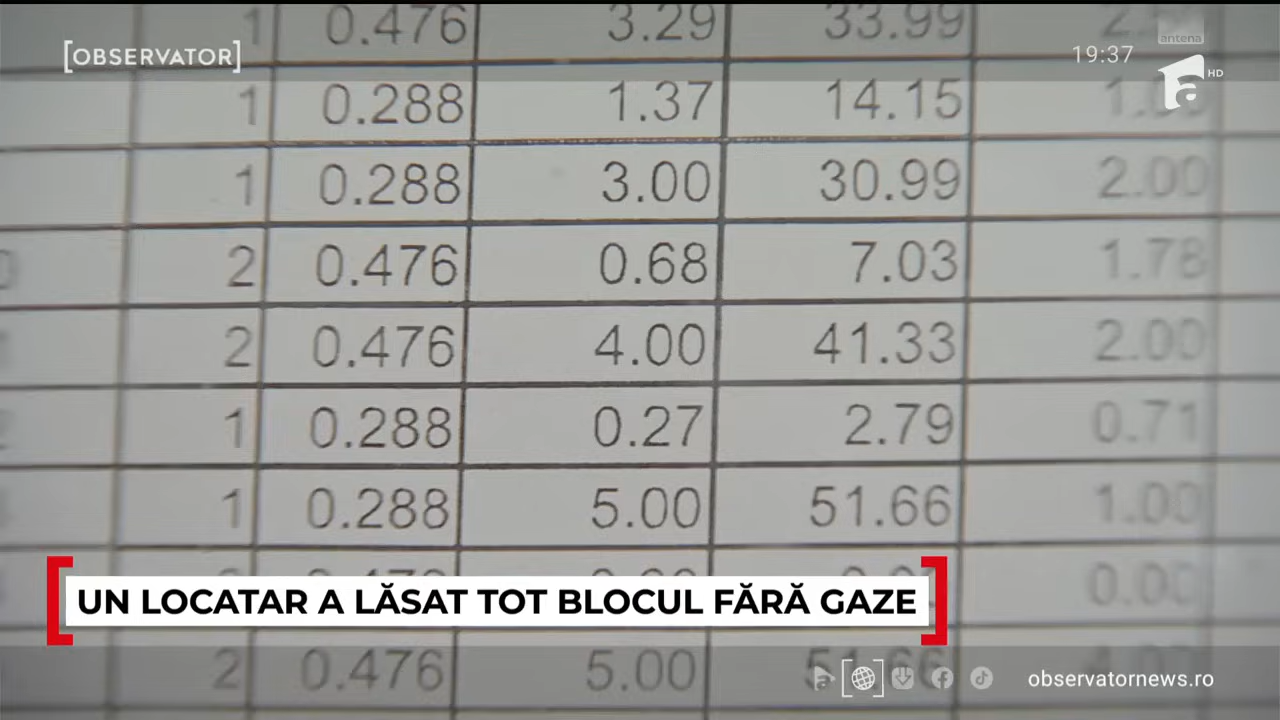 1 0.476 3.29 33.99
[OBSERVATOR]
antena
19:37
HD
1 0.288 1.37 14.15
1 0.288 3.00 30.99 2.00
2 0.476 0.68 7.03 1.78
2 0.476 4.00 41.33 2.00
1 0.288 0.27 2.79 0.71
1 0.288 5.00 51.66 1.00
0.00
UN LOCATAR A LĂSAT TOT BLOCUL FĂRĂ GAZE
2 0.476 5.00 51.66
observatornews.ro